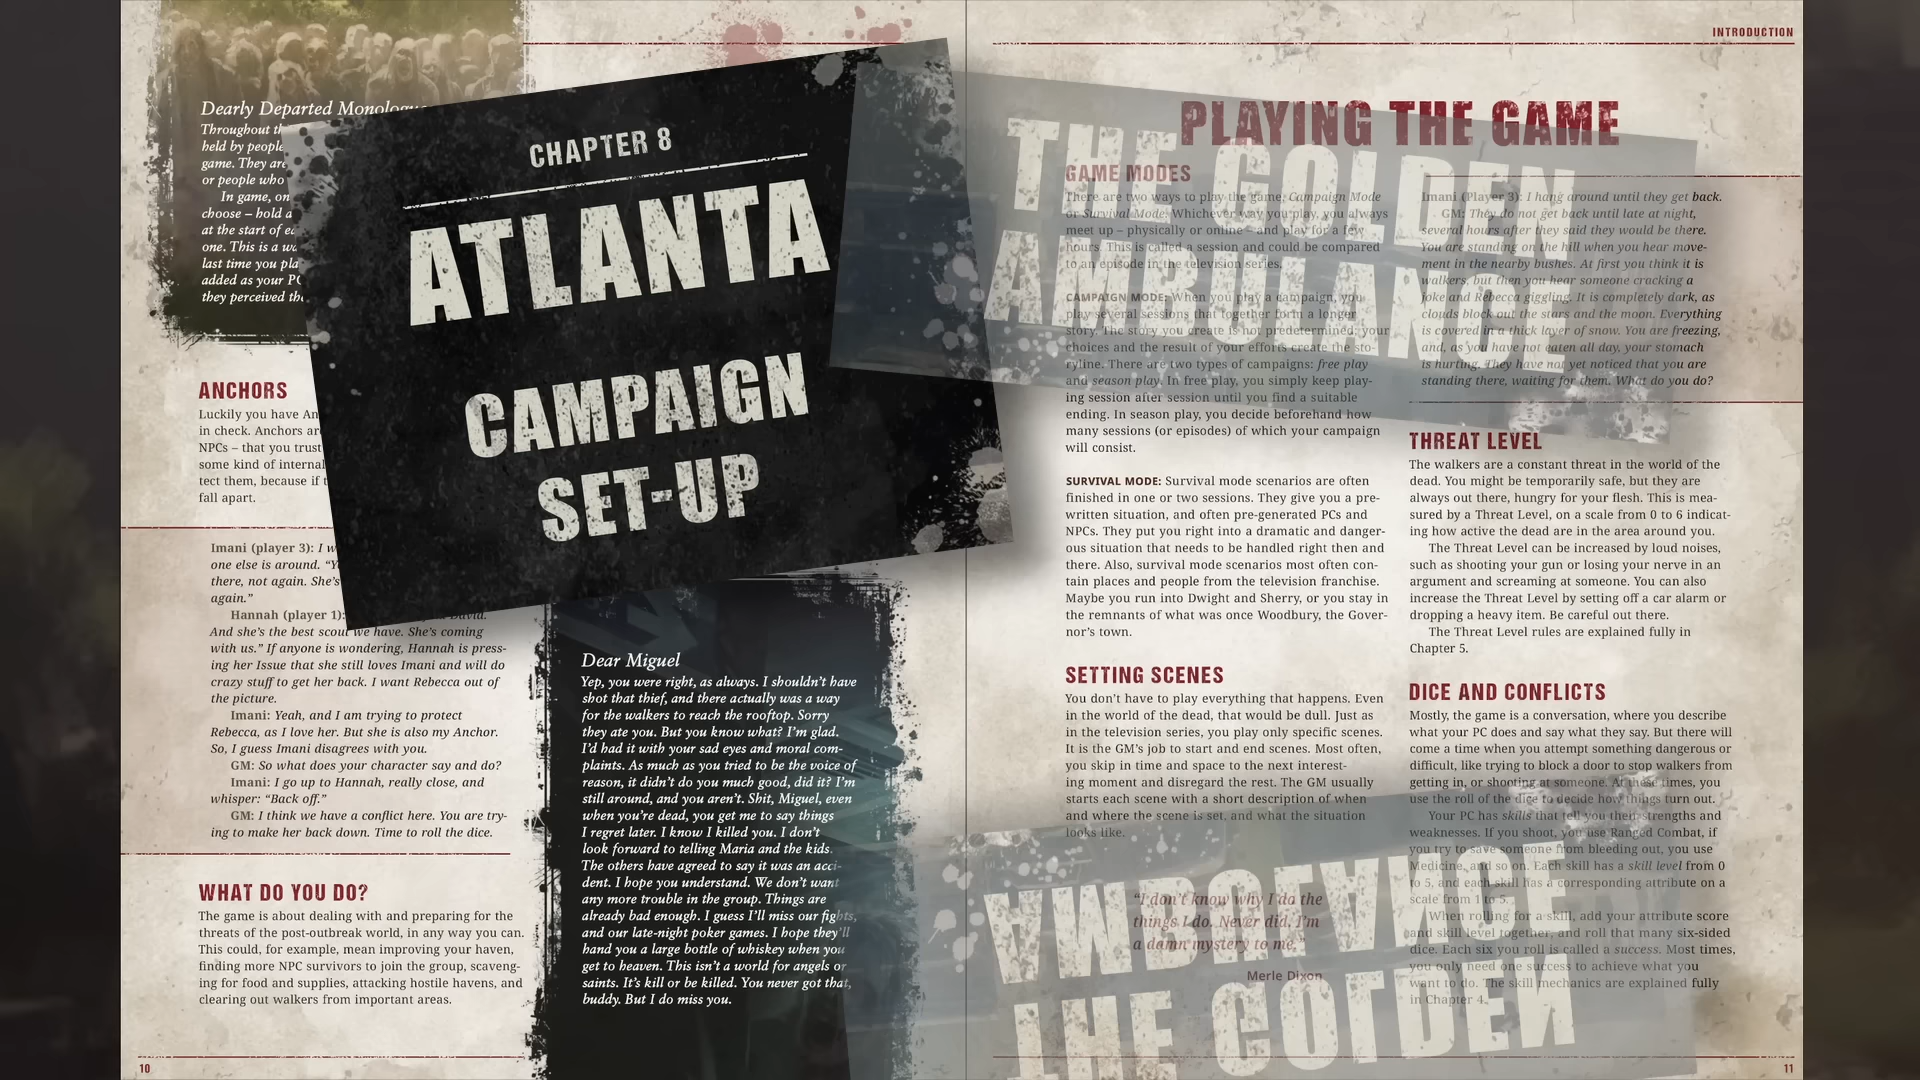 Dearly Departed Monologue
Throughout th
held by people
game. They are
or people who
In game, on
choose – hold a
at the start of ea
one. This is a wa
last time you pla
added as your PC
they perceived the
ANCHORS
Luckily you have An
in check. Anchors are
NPCs – that you trust
some kind of internal
tect them, because if t
fall apart.
Imani (player 3): I w
one else is around. “Yo
there, not again. She’s
again.”
Hannah (player 1): David.
And she’s the best scout we have. She’s coming
with us.” If anyone is wondering, Hannah is press-
ing her Issue that she still loves Imani and will do
crazy stuff to get her back. I want Rebecca out of
the picture.
Imani: Yeah, and I am trying to protect
Rebecca, as I love her. But she is also my Anchor.
So, I guess Imani disagrees with you.
GM: So what does your character say and do?
Imani: I go up to Hannah, really close, and
whisper: “Back off.”
GM: I think we have a conflict here. You are try-
ing to make her back down. Time to roll the dice.
WHAT DO YOU DO?
The game is about dealing with and preparing for the
threats of the post-outbreak world, in any way you can.
This could, for example, mean improving your haven,
finding more NPC survivors to join the group, scaveng-
ing for food and supplies, attacking hostile havens, and
clearing out walkers from important areas.
10
CHAPTER 8
ATLANTA
CAMPAIGN
SET-UP
Dear Miguel
Yep, you were right, as always. I shouldn’t have
shot that thief, and there actually was a way
for the walkers to reach the rooftop. Sorry
they ate you. But you know what? I’m glad.
I’d had it with your sad eyes and moral com-
plaints. As much as you tried to be the voice of
reason, it didn’t do you much good, did it? I’m
still around, and you aren’t. Shit, Miguel, even
when you’re dead, you get me to say things
I regret later. I know I killed you. I don’t
look forward to telling Maria and the kids.
The others have agreed to say it was an acci-
dent. I hope you understand. We don’t want
any more trouble in the group. Things are
already bad enough. I guess I’ll miss our fights,
and our late-night poker games. I hope they’ll
hand you a large bottle of whiskey when you
get to heaven. This isn’t a world for angels or
saints. It’s kill or be killed. You never got that,
buddy. But I do miss you.
INTRODUCTION
PLAYING THE GAME
THE GOLDEN
AMBULANCE
GAME MODES
There are two ways to play the game; Campaign Mode
or Survival Mode. Whichever way you play, you always
meet up – physically or online – and play for a few
hours. This is called a session and could be compared
to an episode in the television series.
CAMPAIGN MODE: When you play a campaign, you
play several sessions that together form a longer
story. The story you create is not predetermined; your
choices and the result of your efforts create the sto-
ryline. There are two types of campaigns: free play
and season play. In free play, you simply keep play-
ing session after session until you find a suitable
ending. In season play, you decide beforehand how
many sessions (or episodes) of which your campaign
will consist.
SURVIVAL MODE: Survival mode scenarios are often
finished in one or two sessions. They give you a pre-
written situation, and often pre-generated PCs and
NPCs. They put you right into a dramatic and danger-
ous situation that needs to be handled right then and
there. Also, survival mode scenarios most often con-
tain places and people from the television franchise.
Maybe you run into Dwight and Sherry, or you stay in
the remnants of what was once Woodbury, the Gover-
nor’s town.
SETTING SCENES
You don’t have to play everything that happens. Even
in the world of the dead, that would be dull. Just as
in the television series, you play only specific scenes.
It is the GM’s job to start and end scenes. Most often,
you skip in time and space to the next interest-
ing moment and disregard the rest. The GM usually
starts each scene with a short description of when
and where the scene is set, and what the situation
looks like.
“I don’t know why I do the
things I do. Never did, I’m
a damn mystery to me.”
Merle Dixon
Imani (Player 3): I hang around until they get back.
GM: They do not get back until late at night,
several hours after they said they would be there.
You are standing on the hill when you hear move-
ment in the nearby bushes. At first you think it is
walkers, but then you hear someone cracking a
joke and Rebecca giggling. It is completely dark, as
clouds block out the stars and the moon. Everything
is covered in a thick layer of snow. You are freezing,
and, as you have not eaten all day, your stomach
is hurting. They have not yet noticed that you are
standing there, waiting for them. What do you do?
THREAT LEVEL
The walkers are a constant threat in the world of the
dead. You might be temporarily safe, but they are
always out there, hungry for your flesh. This is mea-
sured by a Threat Level, on a scale from 0 to 6 indicat-
ing how active the dead are in the area around you.
The Threat Level can be increased by loud noises,
such as shooting your gun or losing your nerve in an
argument and screaming at someone. You can also
increase the Threat Level by setting off a car alarm or
dropping a heavy item. Be careful out there.
The Threat Level rules are explained fully in
Chapter 5.
DICE AND CONFLICTS
Mostly, the game is a conversation, where you describe
what your PC does and say what they say. But there will
come a time when you attempt something dangerous or
difficult, like trying to block a door to stop walkers from
getting in, or shooting at someone. At these times, you
use the roll of the dice to decide how things turn out.
Your PC has skills that tell you their strengths and
weaknesses. If you shoot, you use Ranged Combat, if
you try to save someone from bleeding out, you use
Medicine, and so on. Each skill has a skill level from 0
to 5, and each skill has a corresponding attribute on a
scale from 1 to 5.
When rolling for a skill, add your attribute score
and skill level together, and roll that many six-sided
dice. Each six you roll is called a success. Most times,
you only need one success to achieve what you
want to do. The skill mechanics are explained fully
in Chapter 4.
AMBULANCE
THE GOLDEN
11